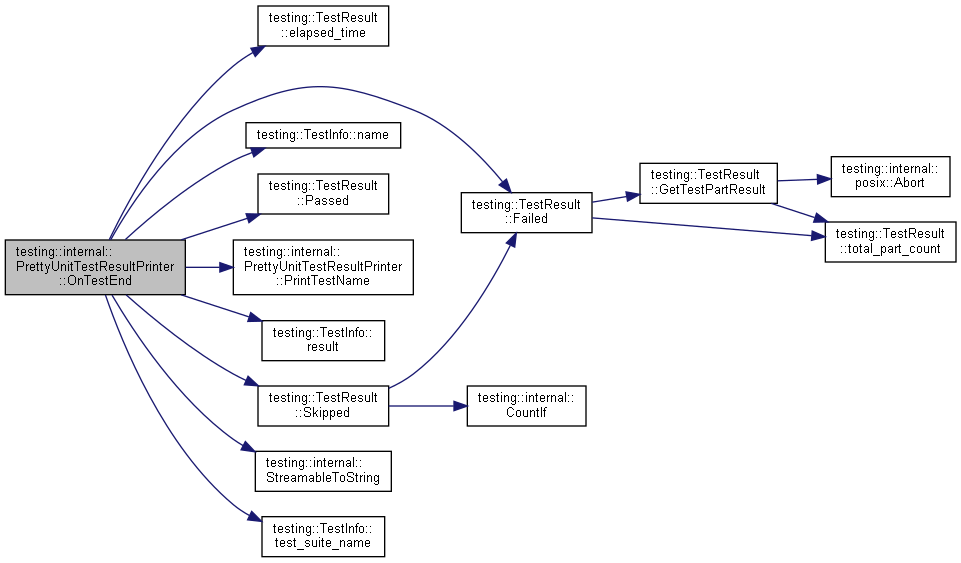 testing::internal::
PrettyUnitTestResultPrinter
::OnTestEnd
testing::TestResult
::elapsed_time
testing::TestInfo::name
testing::TestResult
::Passed
testing::internal::
PrettyUnitTestResultPrinter
::PrintTestName
testing::TestInfo::
result
testing::TestResult
::Skipped
testing::internal::
StreamableToString
testing::TestInfo::
test_suite_name
testing::TestResult
::Failed
testing::internal::
CountIf
testing::TestResult
::GetTestPartResult
testing::internal::
posix::Abort
testing::TestResult
::total_part_count